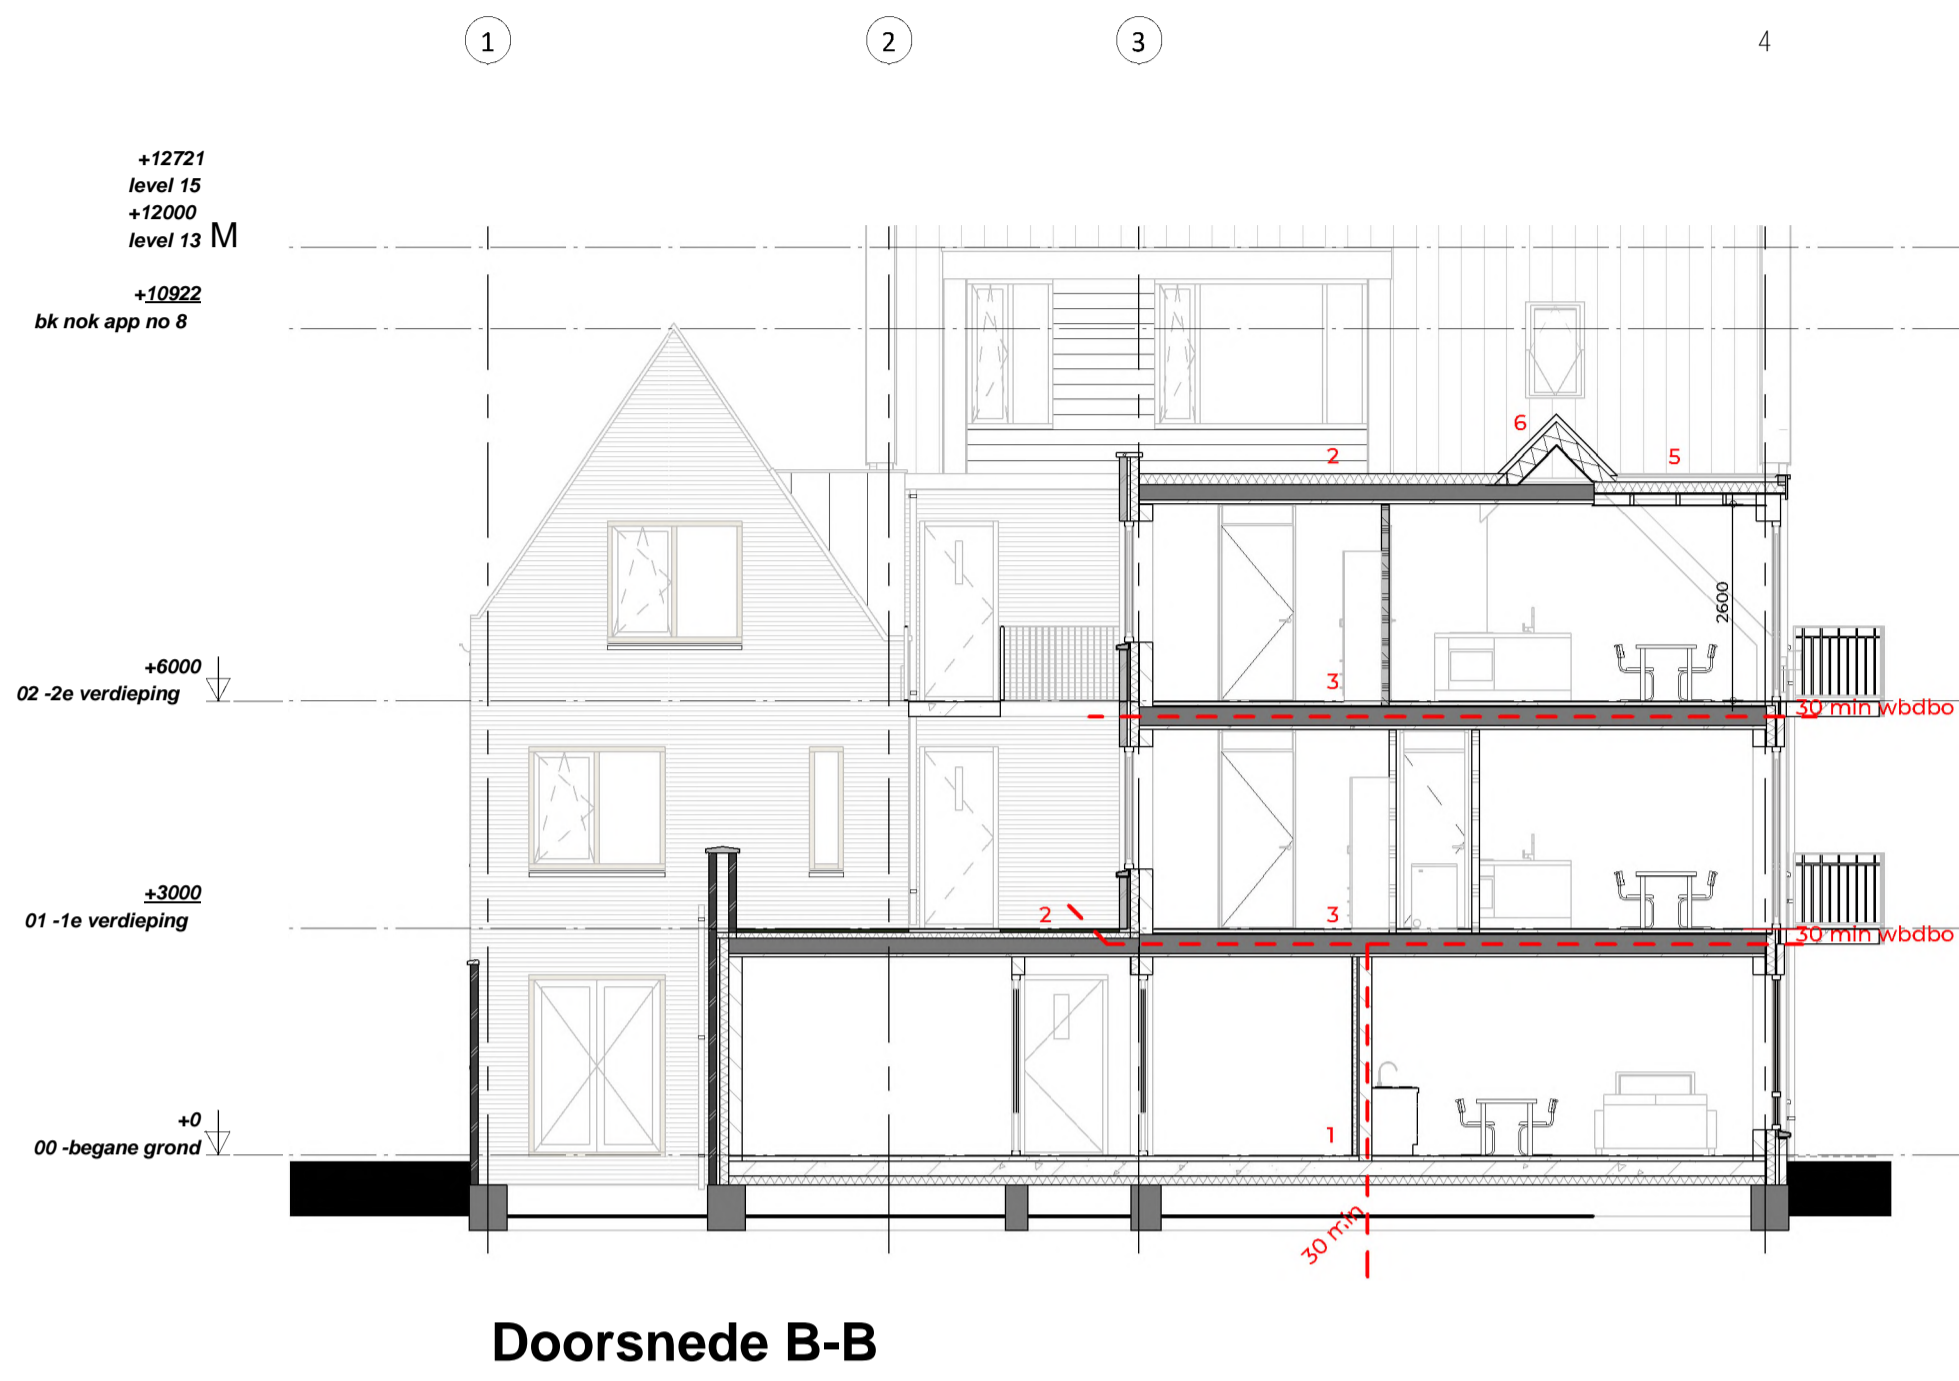 1
2
3
4
+12721
level 15
+12000
level 13 M
+10922
bk nok app no 8
6
2
5
2600
+6000
02 -2e verdieping
3
30 min wbdbo
+3000
01 -1e verdieping
2
3
30 min wbdbo
+0
00 -begane grond
1
30 min
Doorsnede B-B